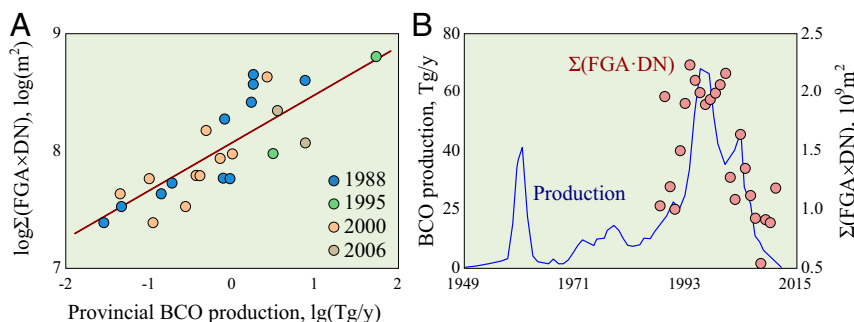 A
9
8
7
logΣ(FGA×DN), log(m²)
-2 -1 0 1 2
Provincial BCO production, lg(Tg/y)
1988
1995
2000
2006
B
80
60
40
25
0
BCO production, Tg/y
Σ(FGA·DN)
Production
2.5
2.0
1.5
1.0
0.5
Σ(FGA×DN), 10⁹m²
1949 1971 1993 2015